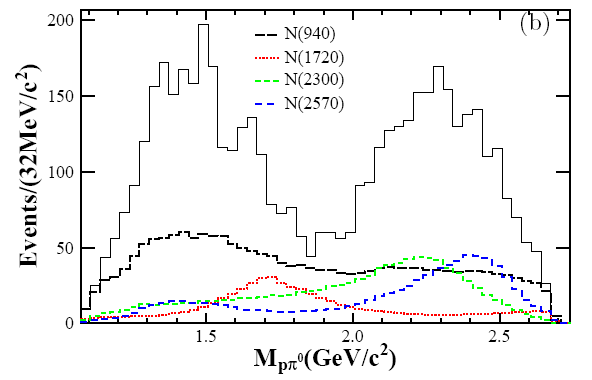 (b)
200
150
100
50
0
Events/(32MeV/c²)
N(940)
N(1720)
N(2300)
N(2570)
1.5 2.0 2.5
M_pπ⁰(GeV/c²)